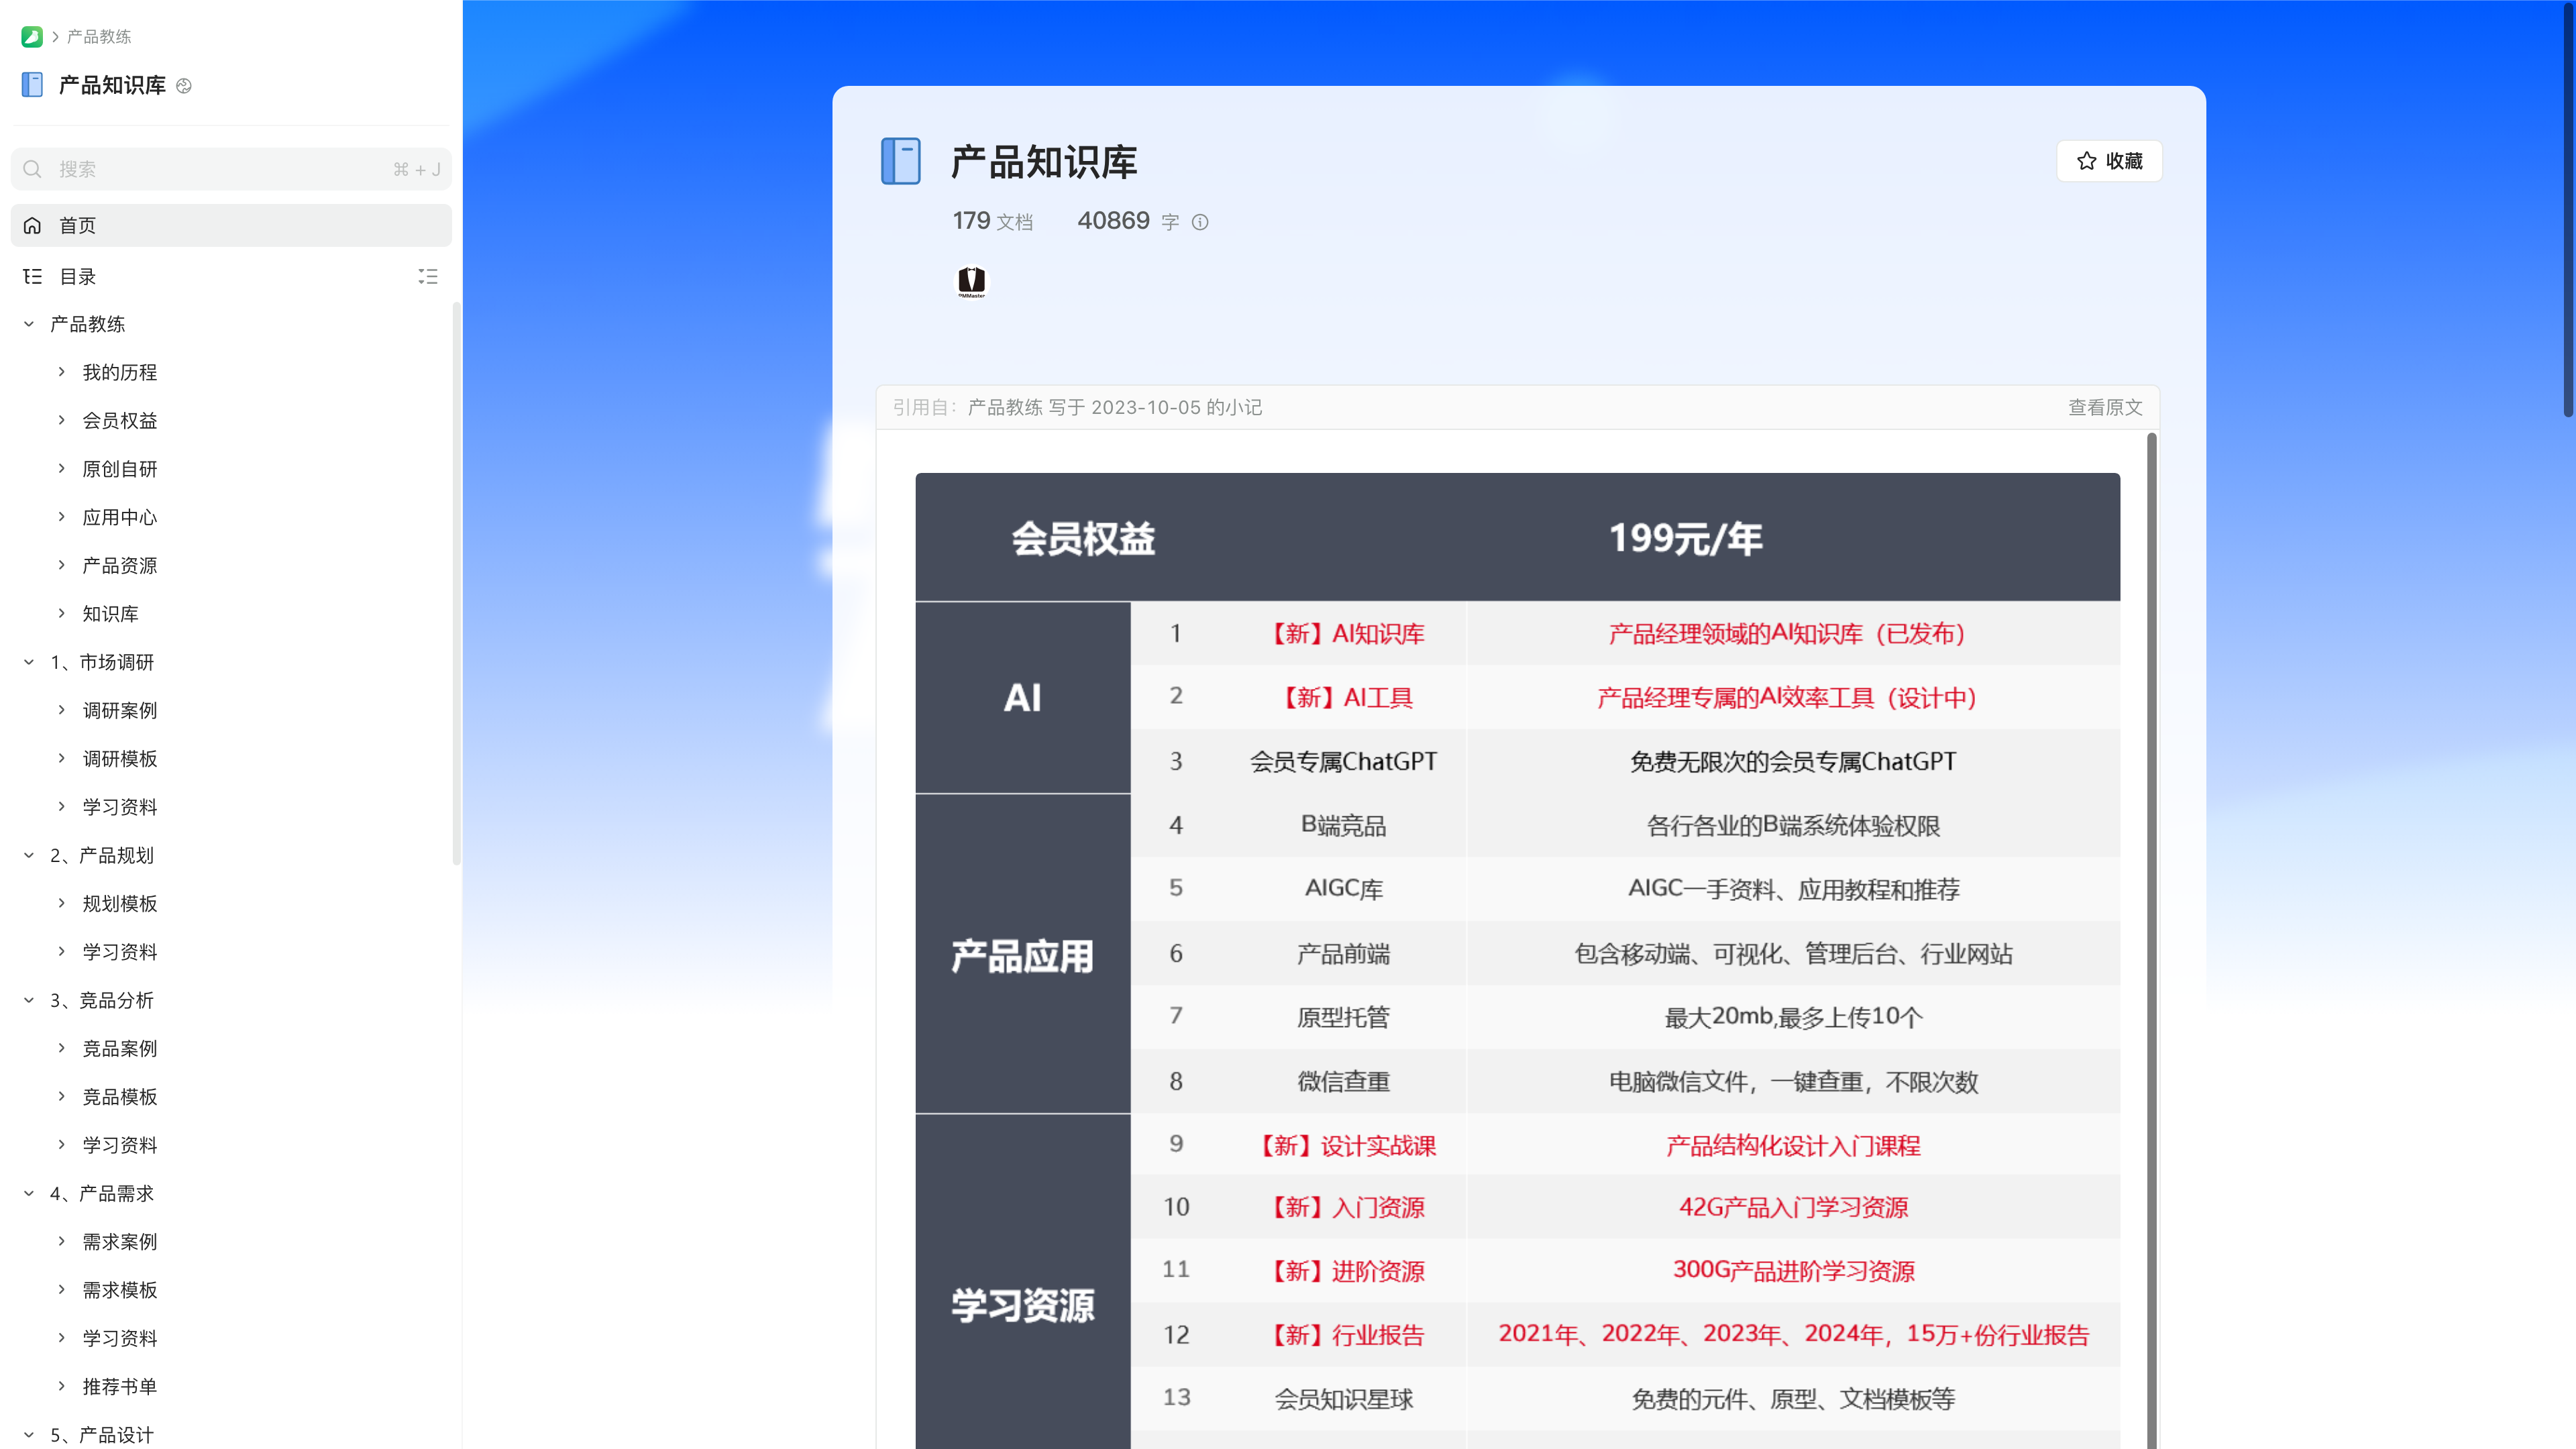 产品教练
产品知识库
搜索 ⌘ + J
首页
目录
产品教练
我的历程
会员权益
原创自研
应用中心
产品资源
知识库
1、市场调研
调研案例
调研模板
学习资料
2、产品规划
规划模板
学习资料
3、竞品分析
竞品案例
竞品模板
学习资料
4、产品需求
需求案例
需求模板
学习资料
推荐书单
5、产品设计
产品知识库
收藏
179 文档 40869 字
引用自：产品教练 写于 2023-10-05 的小记 查看原文
会员权益 199元/年
AI
1 【新】AI知识库 产品经理领域的AI知识库（已发布）
2 【新】AI工具 产品经理专属的AI效率工具（设计中）
3 会员专属ChatGPT 免费无限次的会员专属ChatGPT
产品应用
4 B端竞品 各行各业的B端系统体验权限
5 AIGC库 AIGC一手资料、应用教程和推荐
6 产品前端 包含移动端、可视化、管理后台、行业网站
7 原型托管 最大20mb,最多上传10个
8 微信查重 电脑微信文件，一键查重，不限次数
学习资源
9 【新】设计实战课 产品结构化设计入门课程
10 【新】入门资源 42G产品入门学习资源
11 【新】进阶资源 300G产品进阶学习资源
12 【新】行业报告 2021年、2022年、2023年、2024年，15万+份行业报告
13 会员知识星球 免费的元件、原型、文档模板等